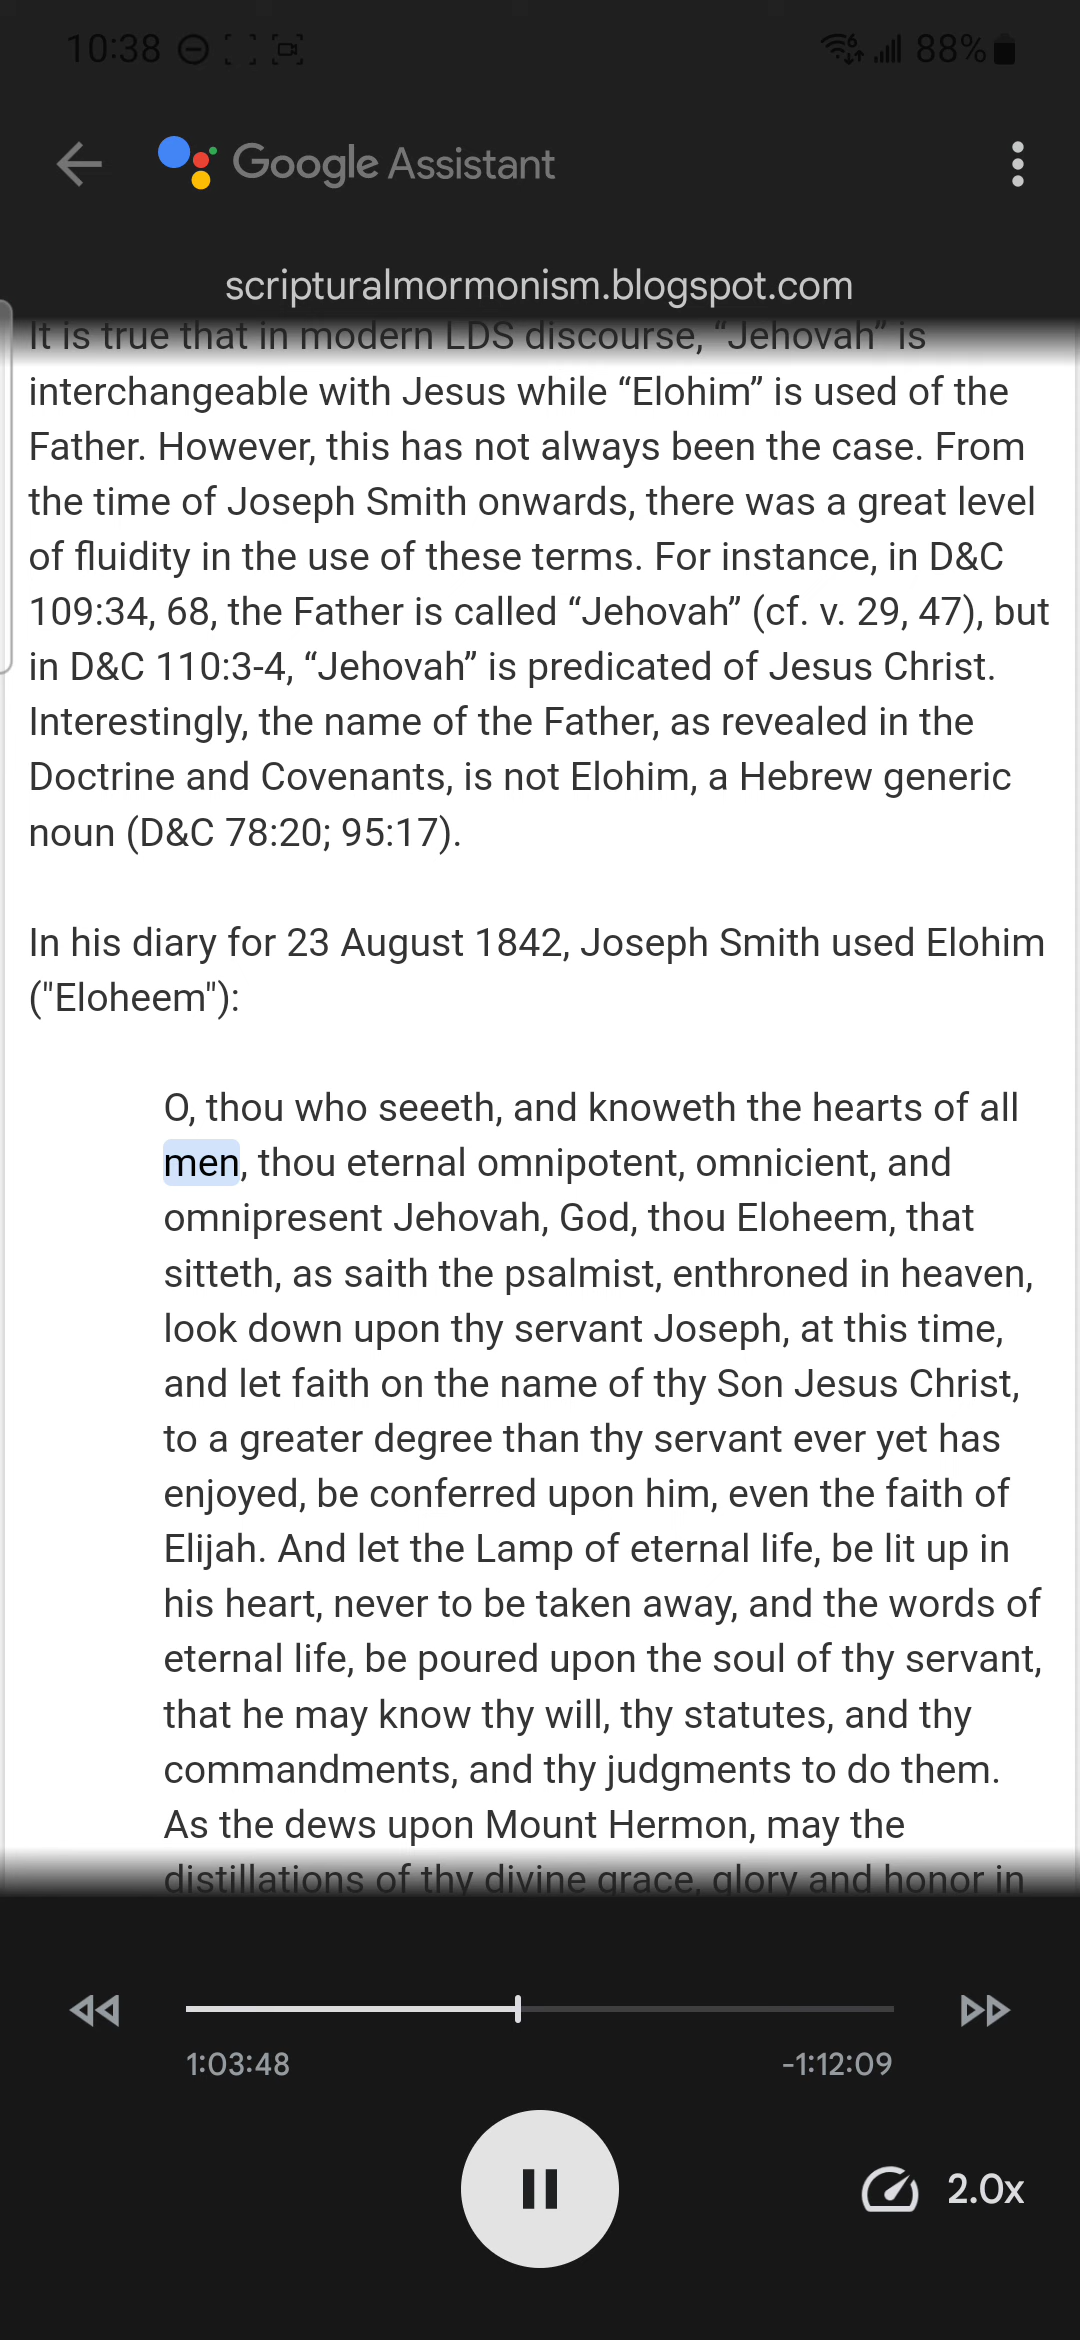 10:38
88%
Google Assistant
scripturalmormonism.blogspot.com
It is true that in modern LDS discourse, “Jehovah” is
interchangeable with Jesus while “Elohim” is used of the
Father. However, this has not always been the case. From
the time of Joseph Smith onwards, there was a great level
of fluidity in the use of these terms. For instance, in D&C
109:34, 68, the Father is called “Jehovah” (cf. v. 29, 47), but
in D&C 110:3-4, “Jehovah” is predicated of Jesus Christ.
Interestingly, the name of the Father, as revealed in the
Doctrine and Covenants, is not Elohim, a Hebrew generic
noun (D&C 78:20; 95:17).
In his diary for 23 August 1842, Joseph Smith used Elohim
("Eloheem"):
O, thou who seeeth, and knoweth the hearts of all
men, thou eternal omnipotent, omnicient, and
omnipresent Jehovah, God, thou Eloheem, that
sitteth, as saith the psalmist, enthroned in heaven,
look down upon thy servant Joseph, at this time,
and let faith on the name of thy Son Jesus Christ,
to a greater degree than thy servant ever yet has
enjoyed, be conferred upon him, even the faith of
Elijah. And let the Lamp of eternal life, be lit up in
his heart, never to be taken away, and the words of
eternal life, be poured upon the soul of thy servant,
that he may know thy will, thy statutes, and thy
commandments, and thy judgments to do them.
As the dews upon Mount Hermon, may the
distillations of thy divine grace, glory and honor in
1:03:48
-1:12:09
2.0x